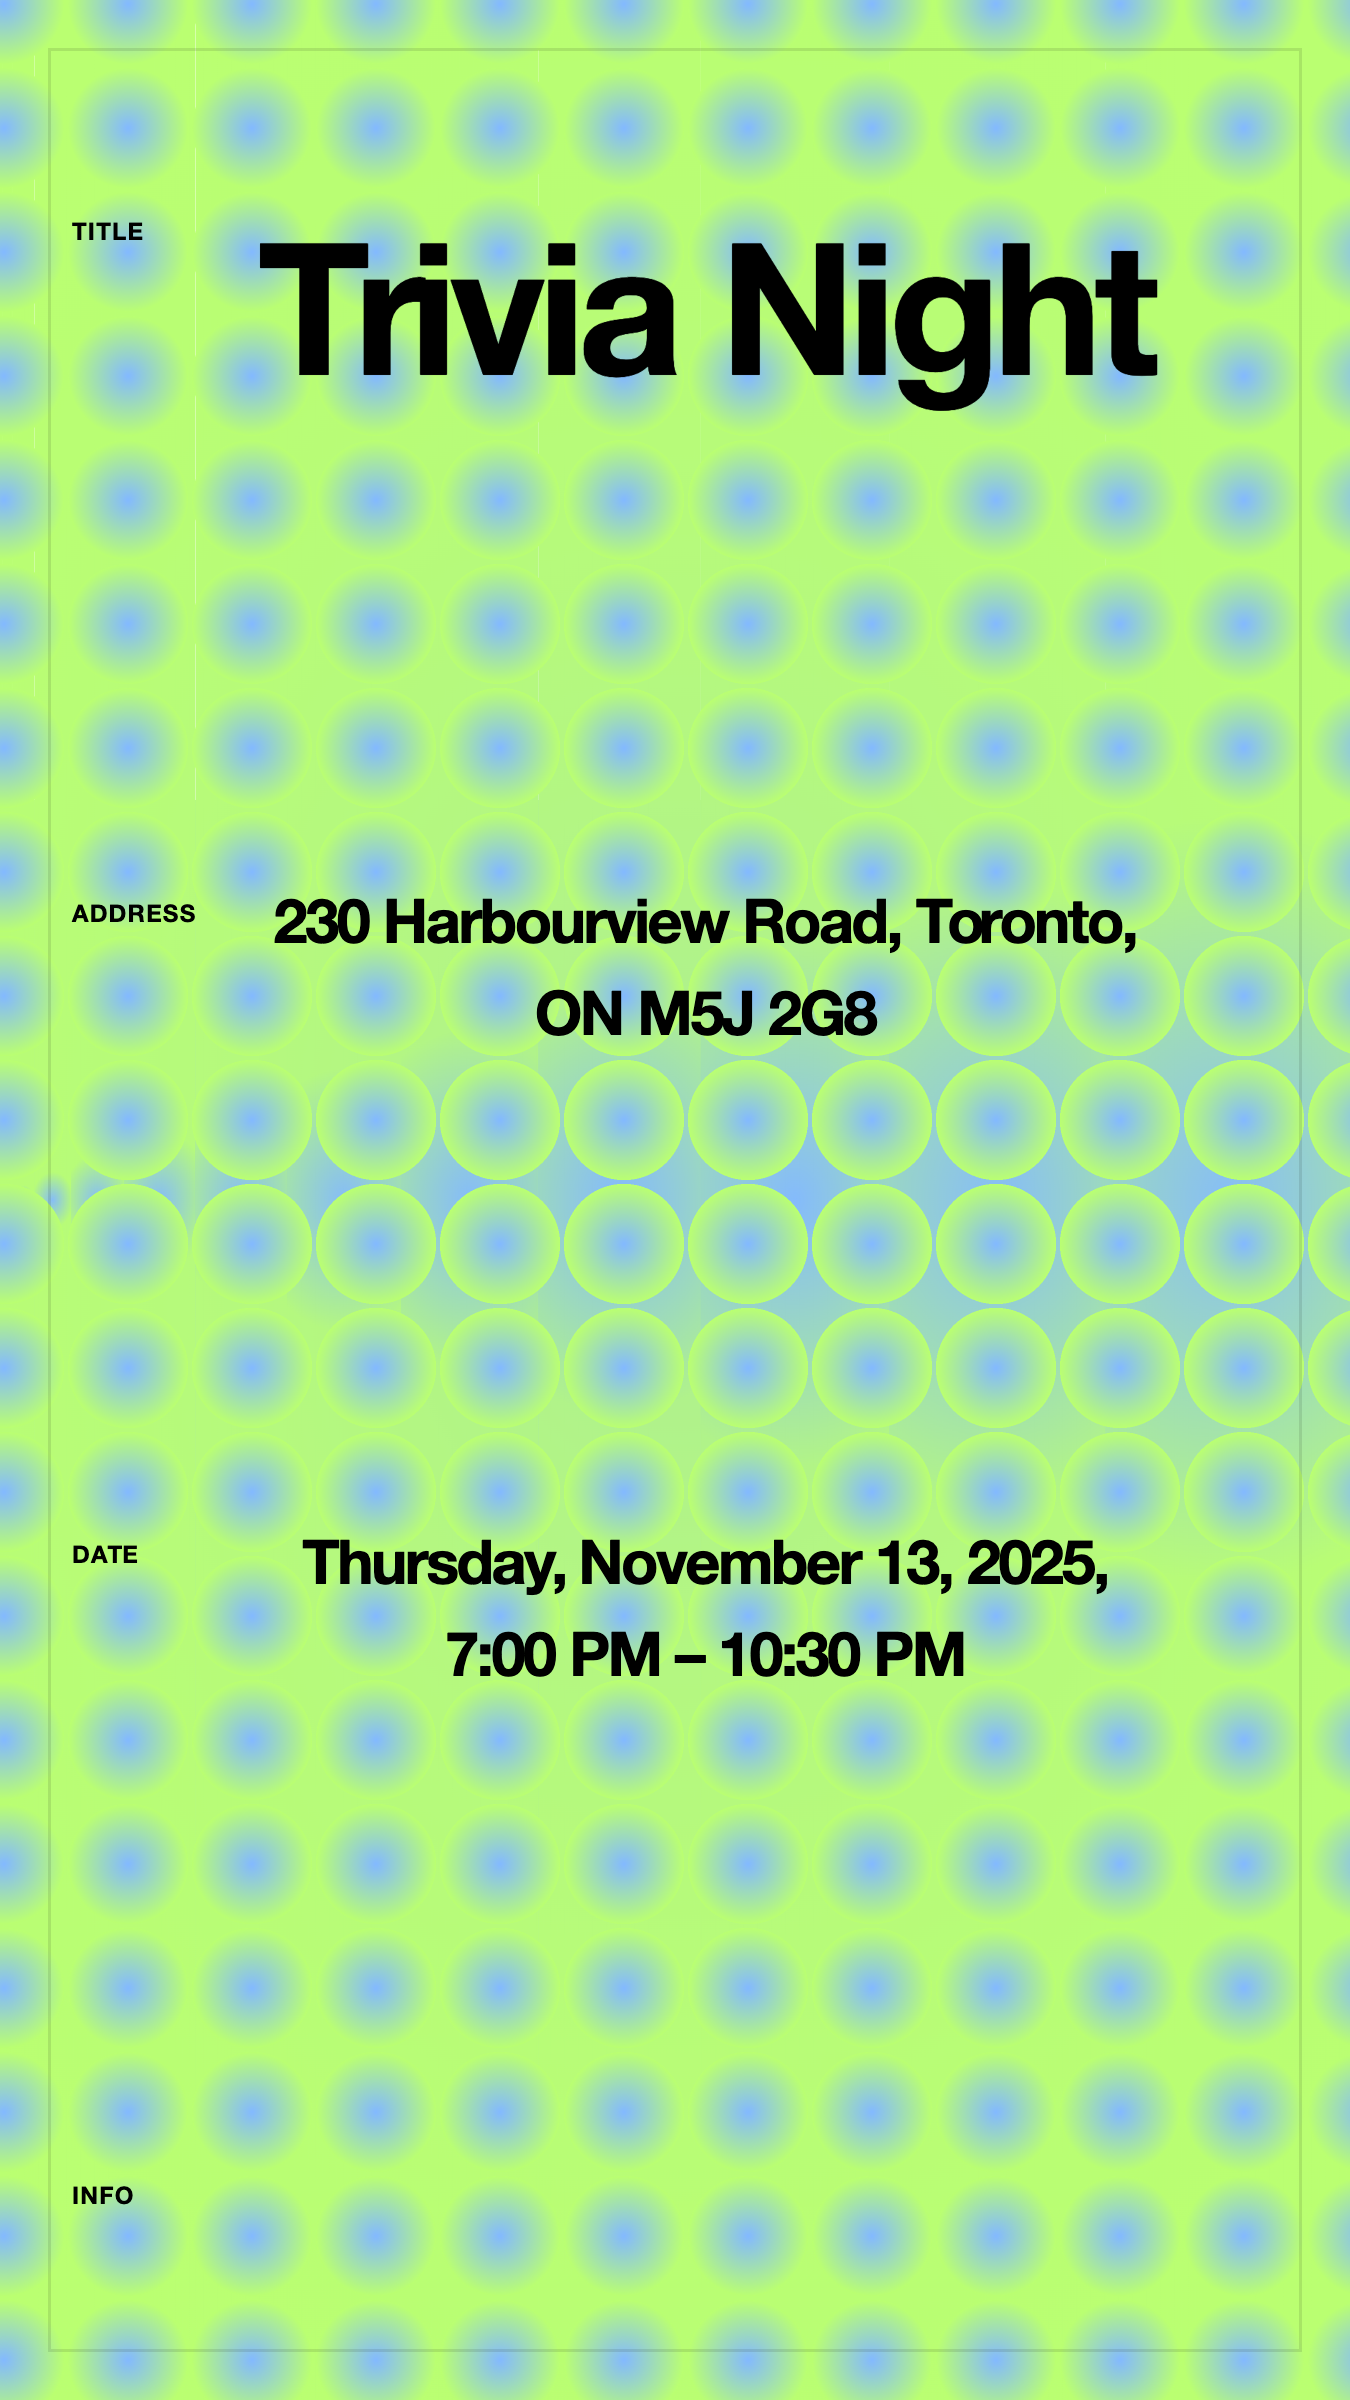 TITLE
Trivia Night
ADDRESS
230 Harbourview Road, Toronto,
ON M5J 2G8
DATE
Thursday, November 13, 2025,
7:00 PM – 10:30 PM
INFO